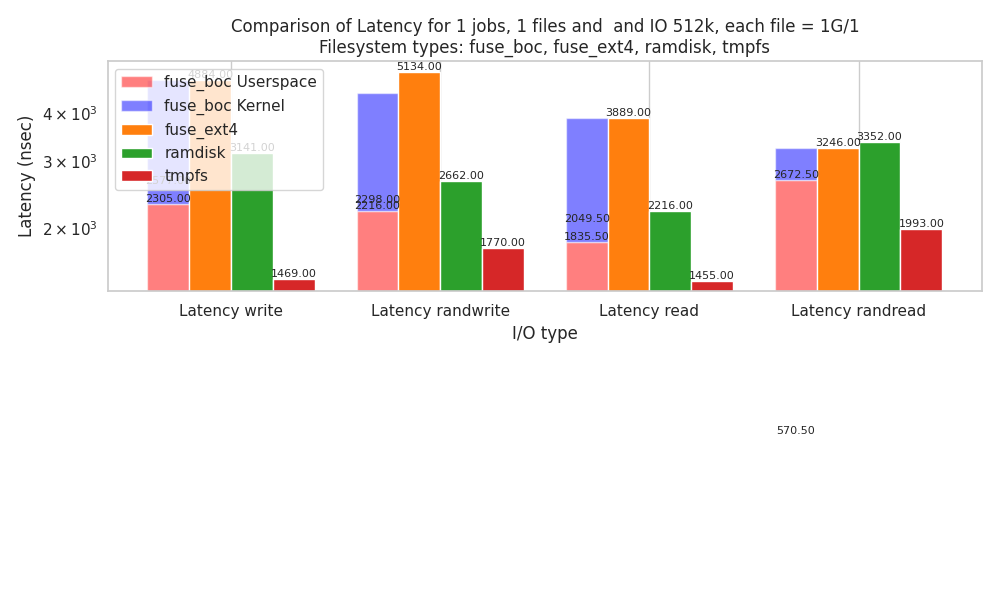 Comparison of Latency for 1 jobs, 1 files and  and IO 512k, each file = 1G/1
Filesystem types: fuse_boc, fuse_ext4, ramdisk, tmpfs
Latency (nsec)
4 × 10³
3 × 10³
2 × 10³
fuse_boc Userspace
fuse_boc Kernel
fuse_ext4
ramdisk
tmpfs
4884.00
2305.00
3141.00
1469.00
5134.00
2298.00
2216.00
2662.00
1770.00
3889.00
2049.50
1835.50
2216.00
1455.00
2672.50
3246.00
3352.00
1993.00
Latency write
Latency randwrite
Latency read
Latency randread
I/O type
570.50